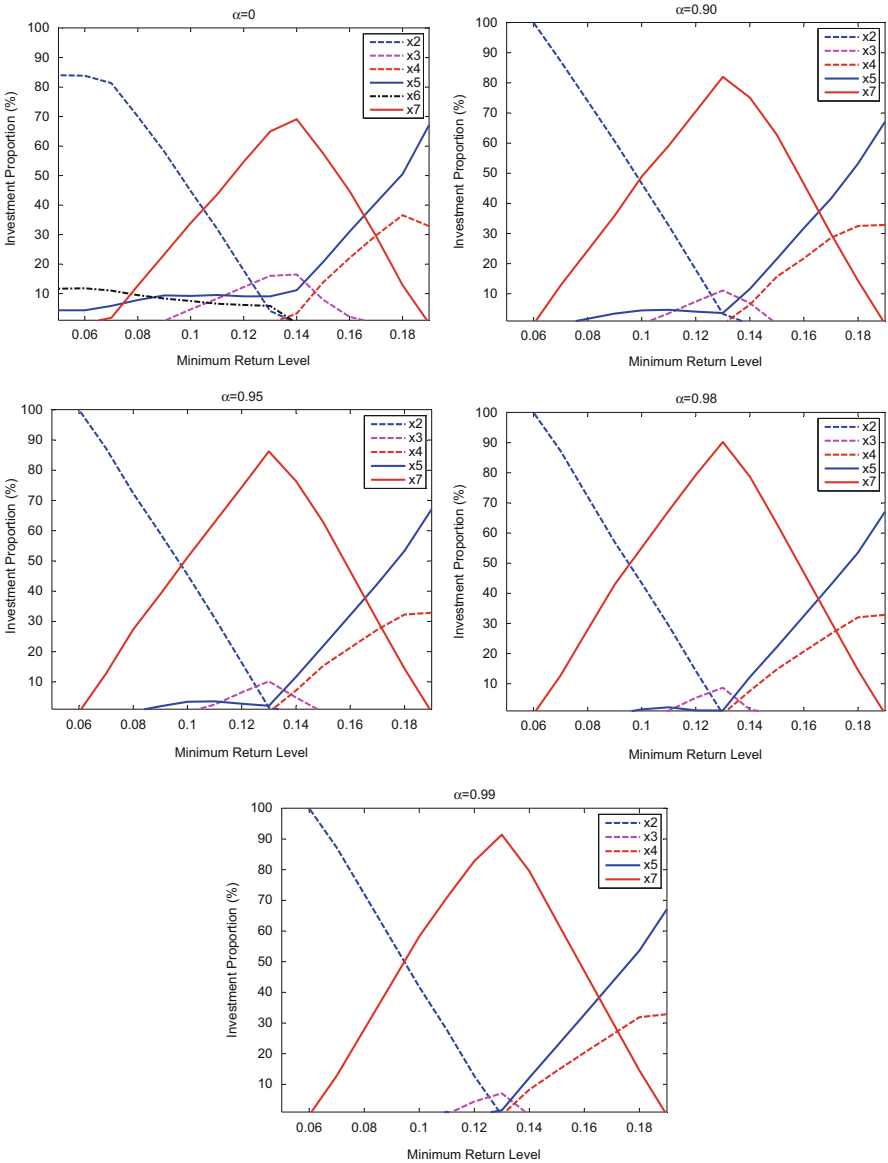 α=0
100
90
80
70
60
50
40
30
20
10
Investment Proportion (%)
x2
x3
x4
x5
x6
x7
0.06 0.08 0.10 0.12 0.14 0.16 0.18
Minimum Return Level
α=0.90
100
90
80
70
60
50
40
30
20
10
Investment Proportion (%)
x2
x3
x4
x5
x7
0.06 0.08 0.1 0.12 0.14 0.16 0.18
Minimum Return Level
α=0.95
100
90
80
70
60
50
40
30
20
10
Investment Proportion (%)
x2
x3
x4
x5
x7
0.06 0.08 0.1 0.12 0.14 0.16 0.18
Minimum Return Level
α=0.98
100
90
80
70
60
50
40
30
20
10
Investment Proportion (%)
x2
x3
x4
x5
x7
0.06 0.08 0.10 0.12 0.14 0.16 0.18
Minimum Return Level
α=0.99
100
90
80
70
60
50
40
30
20
10
Investment Proportion (%)
x2
x3
x4
x5
x7
0.06 0.08 0.10 0.12 0.14 0.16 0.18
Minimum Return Level